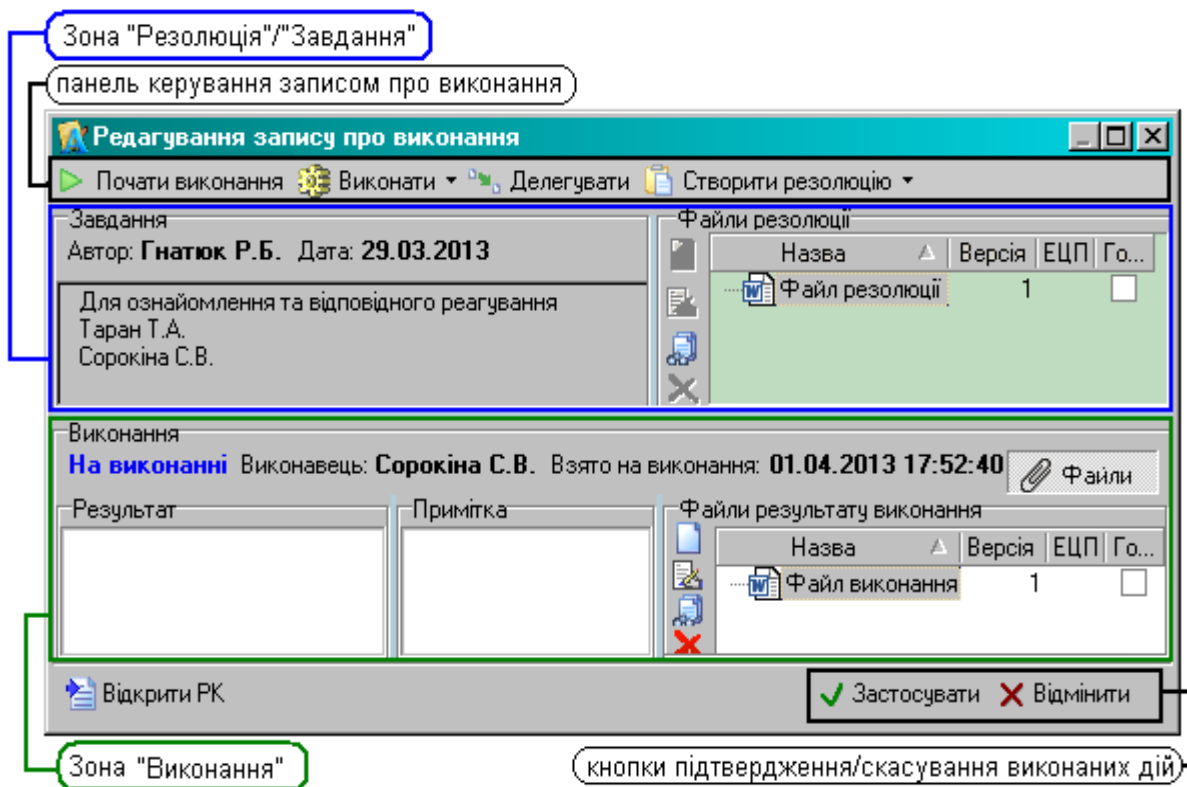 Зона "Резолюція"/"Завдання"
панель керування записом про виконання
Редагування запису про виконання
Почати виконання Виконати Делегувати Створити резолюцію
Завдання
Автор: Гнатюк Р.Б. Дата: 29.03.2013
Для ознайомлення та відповідного реагування
Таран Т.А.
Сорокіна С.В.
Файли резолюції
Назва Версія ЕЦП Го...
Файл резолюції 1
Виконання
На виконанні Виконавець: Сорокіна С.В. Взято на виконання: 01.04.2013 17:52:40 Файли
Результат
Примітка
Файли результату виконання
Назва Версія ЕЦП Го...
Файл виконання 1
Відкрити РК
Застосувати Відмінити
Зона "Виконання"
кнопки підтвердження/скасування виконаних дій